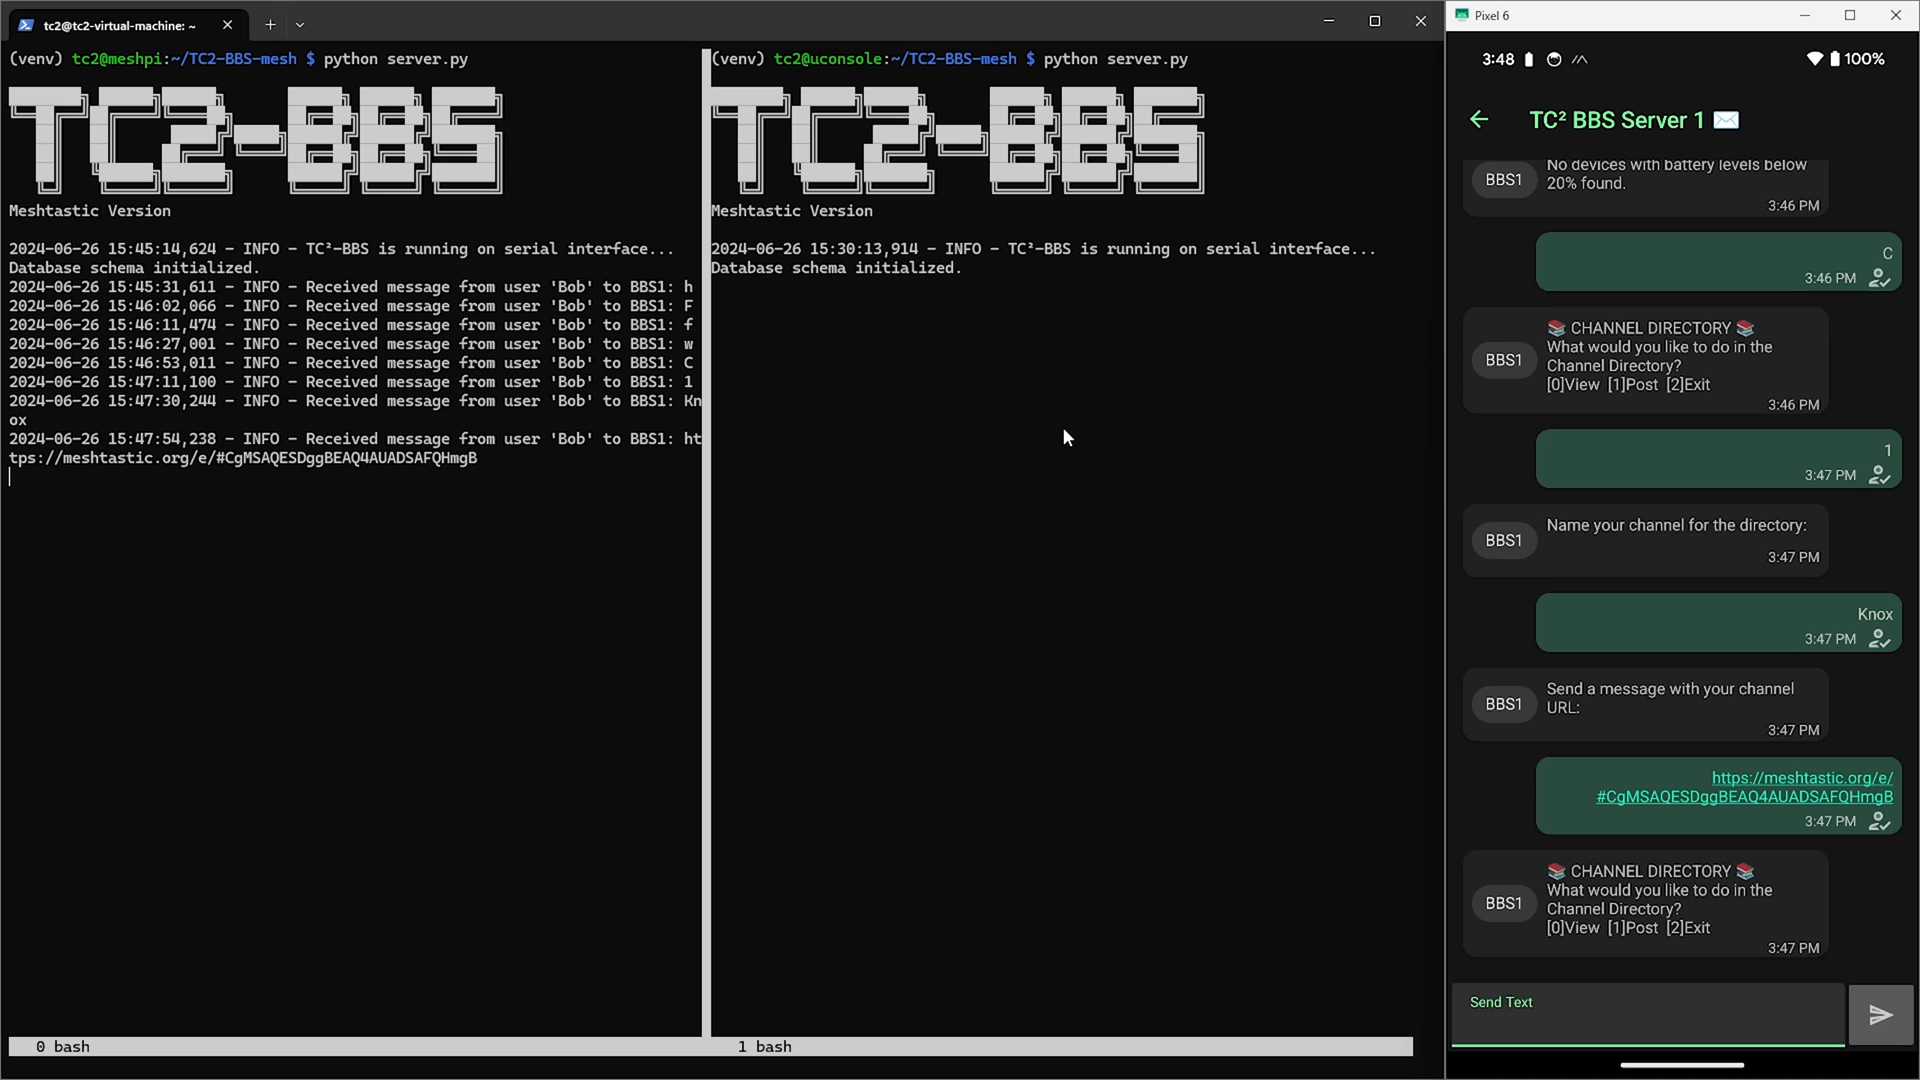 tc2@tc2-virtual-machine: ~
(venv) tc2@meshpi:~/TC2-BBS-mesh $ python server.py
TC2-BBS
Meshtastic Version
2024-06-26 15:45:14,624 - INFO - TC²-BBS is running on serial interface...
Database schema initialized.
2024-06-26 15:45:31,611 - INFO - Received message from user 'Bob' to BBS1: h
2024-06-26 15:46:02,066 - INFO - Received message from user 'Bob' to BBS1: F
2024-06-26 15:46:11,474 - INFO - Received message from user 'Bob' to BBS1: f
2024-06-26 15:46:27,001 - INFO - Received message from user 'Bob' to BBS1: w
2024-06-26 15:46:53,011 - INFO - Received message from user 'Bob' to BBS1: C
2024-06-26 15:47:11,100 - INFO - Received message from user 'Bob' to BBS1: 1
2024-06-26 15:47:30,244 - INFO - Received message from user 'Bob' to BBS1: Kn
ox
2024-06-26 15:47:54,238 - INFO - Received message from user 'Bob' to BBS1: ht
tps://meshtastic.org/e/#CgMSAQESDggBEAQ4AUADSAFQHmgB
0 bash
(venv) tc2@uconsole:~/TC2-BBS-mesh $ python server.py
TC2-BBS
Meshtastic Version
2024-06-26 15:30:13,914 - INFO - TC²-BBS is running on serial interface...
Database schema initialized.
1 bash
Pixel 6
3:48
100%
TC² BBS Server 1 ✉️
BBS1
No devices with battery levels below
20% found.
3:46 PM
C
3:46 PM
BBS1
📚 CHANNEL DIRECTORY 📚
What would you like to do in the
Channel Directory?
[0]View [1]Post [2]Exit
3:46 PM
1
3:47 PM
BBS1
Name your channel for the directory:
3:47 PM
Knox
3:47 PM
BBS1
Send a message with your channel
URL:
3:47 PM
https://meshtastic.org/e/
#CgMSAQESDggBEAQ4AUADSAFQHmgB
3:47 PM
BBS1
📚 CHANNEL DIRECTORY 📚
What would you like to do in the
Channel Directory?
[0]View [1]Post [2]Exit
3:47 PM
Send Text